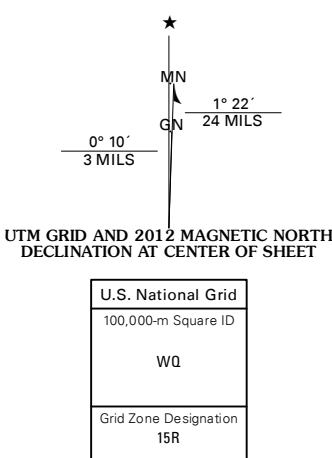 ★
MN
1° 22´
GN
24 MILS
0° 10´
3 MILS
UTM GRID AND 2012 MAGNETIC NORTH
DECLINATION AT CENTER OF SHEET
U.S. National Grid
100,000-m Square ID
WQ
Grid Zone Designation
15R